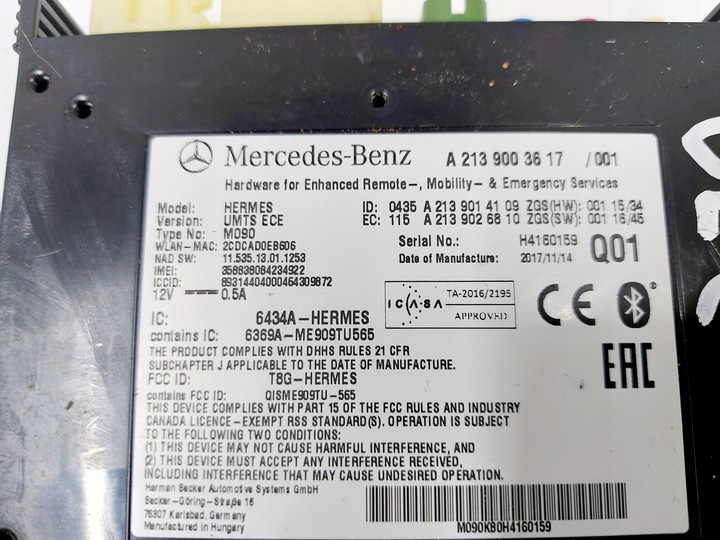 Mercedes-Benz A 213 900 36 17 /001
Hardware for Enhanced Remote-, Mobility- & Emergency Services
Model: HERMES ID: 0435 A 213 901 41 09 ZGS(HW): 001 15/34
Version: UMTS ECE EC: 115 A 213 902 68 10 ZGS(SW): 001 16/45
Type No: M090 Serial No.: H4160159 Q01
WLAN-MAC: 2CDCAD0EB606
NAD SW: 11.535.13.01.1253 Date of Manufacture: 2017/11/14
IMEI: 358838084234922
ICCID: 89314404000464309872
12V 0.5A
ICASA TA-2016/2195
APPROVED
CE
IC: 6434A-HERMES
contains IC: 6369A-ME909TU565
THE PRODUCT COMPLIES WITH DHHS RULES 21 CFR
SUBCHAPTER J APPLICABLE TO THE DATE OF MANUFACTURE.
EAC
FCC ID: T8G-HERMES
contains FCC ID: QISME909TU-565
THIS DEVICE COMPLIES WITH PART 15 OF THE FCC RULES AND INDUSTRY
CANADA LICENCE-EXEMPT RSS STANDARD(S). OPERATION IS SUBJECT
TO THE FOLLOWING TWO CONDITIONS:
(1) THIS DEVICE MAY NOT CAUSE HARMFUL INTERFERENCE, AND
(2) THIS DEVICE MUST ACCEPT ANY INTERFERENCE RECEIVED,
INCLUDING INTERFERENCE THAT MAY CAUSE UNDESIRED OPERATION.
Harman Becker Automotive Systems GmbH
Becker-Göring-Straße 16
76307 Karlsbad, Germany
Manufactured in Hungary
M090K80H4160159